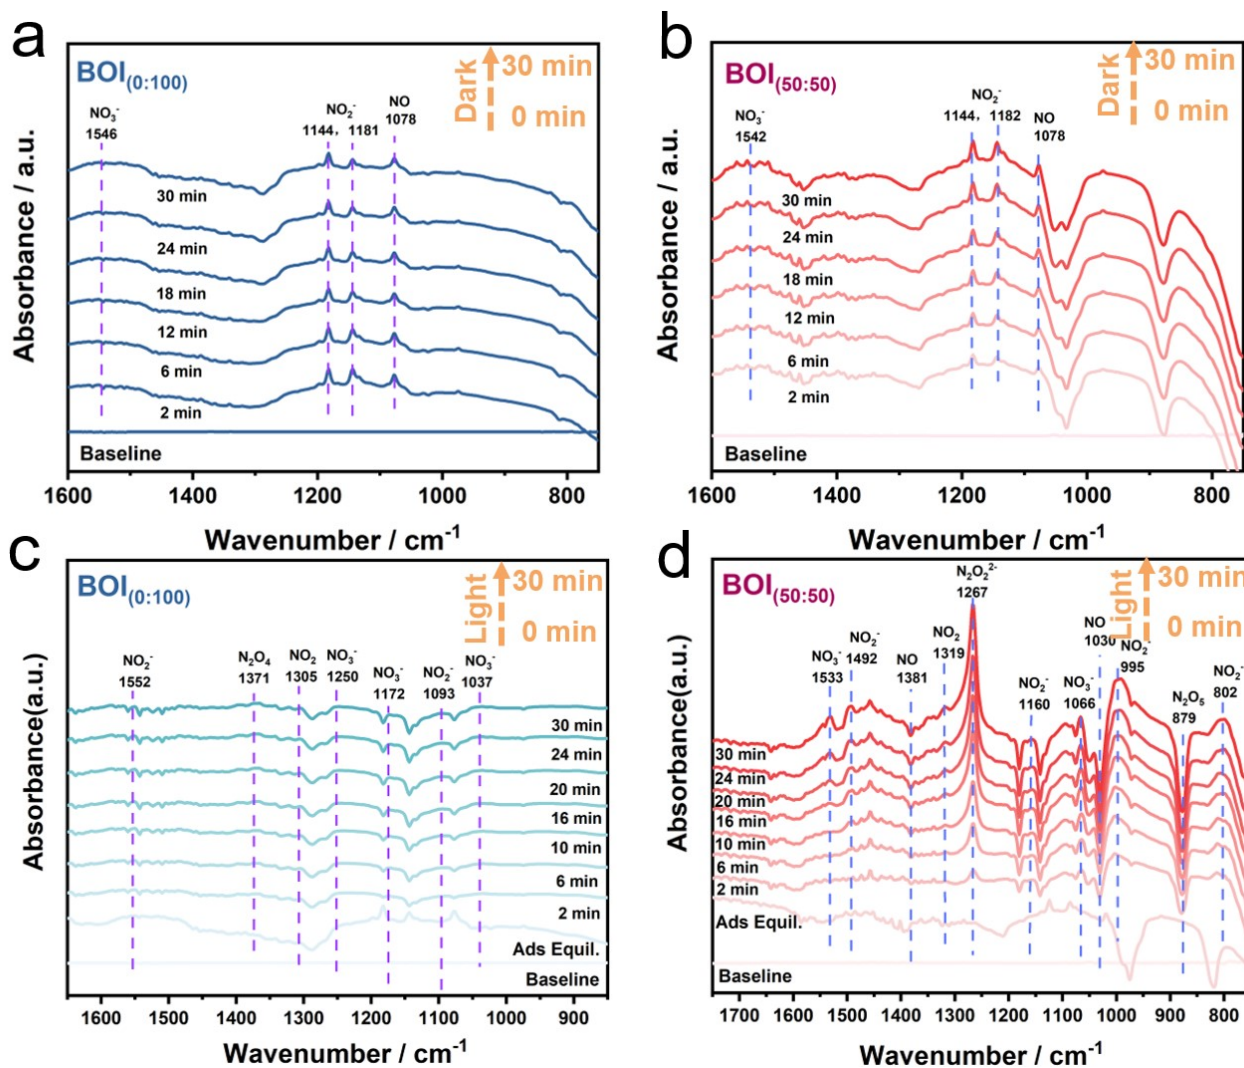 a
BOI(0:100)
Dark
30 min
0 min
NO3-
1546
NO2-
1144, 1181
NO
1078
30 min
24 min
18 min
12 min
6 min
2 min
Baseline
Absorbance / a.u.
1600 1400 1200 1000 800
Wavenumber / cm-1
b
BOI(50:50)
Dark
30 min
0 min
NO3-
1542
NO2-
1144, 1182
NO
1078
30 min
24 min
18 min
12 min
6 min
2 min
Baseline
Absorbance / a.u.
1600 1400 1200 1000 800
Wavenumber / cm-1
c
BOI(0:100)
Light
30 min
0 min
NO2-
1552
N2O4
1371
NO2
1305
NO3-
1250
NO3-
1172
NO2-
1093
NO3-
1037
30 min
24 min
20 min
16 min
10 min
6 min
2 min
Ads Equil.
Baseline
Absorbance(a.u.)
1600 1500 1400 1300 1200 1100 1000 900
Wavenumber / cm-1
d
BOI(50:50)
Light
30 min
0 min
NO3-
1533
NO2-
1492
NO
1381
NO2
1319
N2O22-
1267
NO2-
1160
NO3-
1066
NO
1030
NO2-
995
N2O5
879
NO2-
802
30 min
24 min
20 min
16 min
10 min
6 min
2 min
Ads Equil.
Baseline
Absorbance(a.u.)
1700 1600 1500 1400 1300 1200 1100 1000 900 800
Wavenumber / cm-1